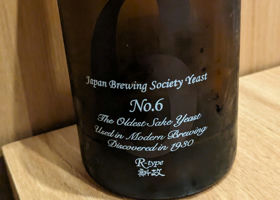 Japan Brewing Society Yeast
No.6
The Oldest Sake Yeast
Used in Modern Brewing
Discovered in 1930
R-type
新政